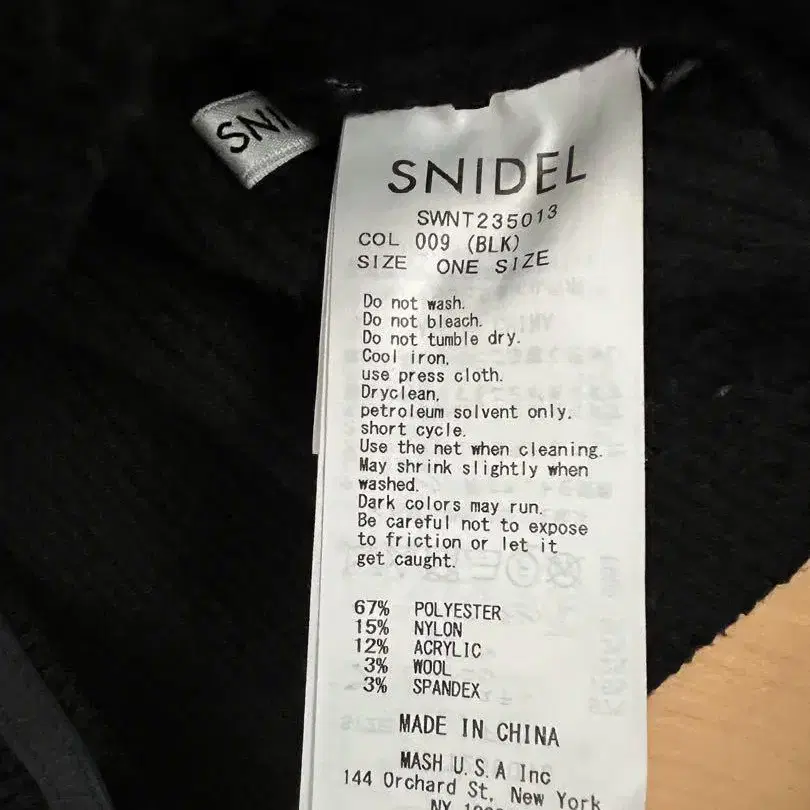 SNIDEL
SWNT235013
COL 009 (BLK)
SIZE ONE SIZE
Do not wash.
Do not bleach.
Do not tumble dry.
Cool iron.
use press cloth.
Dryclean,
petroleum solvent only.
short cycle.
Use the net when cleaning.
May shrink slightly when
washed.
Dark colors may run.
Be careful not to expose
to friction or let it
get caught.
67% POLYESTER
15% NYLON
12% ACRYLIC
3% WOOL
3% SPANDEX
MADE IN CHINA
MASH U.S.A Inc
144 Orchard St, New York
NY